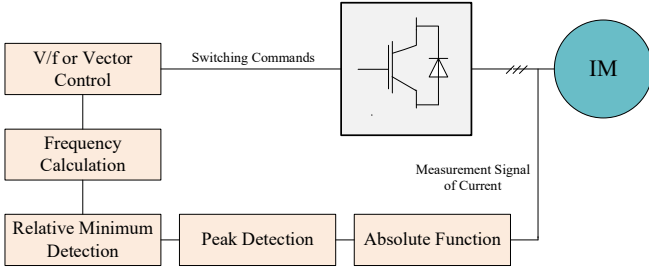 V/f or Vector
Control
Switching Commands
IM
Frequency
Calculation
Measurement Signal
of Current
Relative Minimum
Detection
Peak Detection
Absolute Function